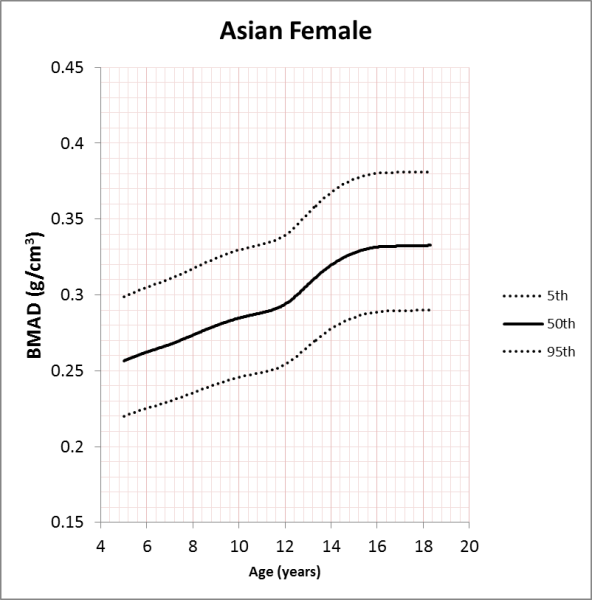 Asian Female
0.45
0.4
0.35
0.3
0.25
0.2
0.15
BMAD (g/cm³)
4 6 8 10 12 14 16 18 20
Age (years)
5th
50th
95th